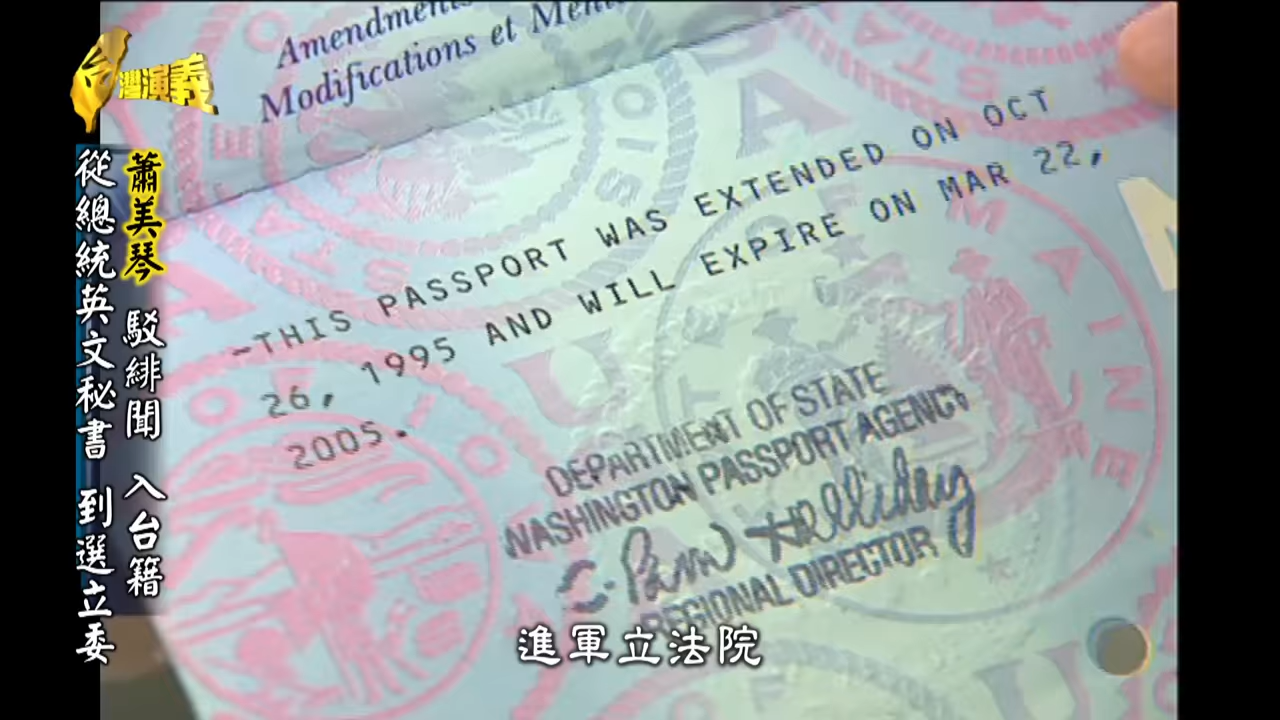 台灣演義
蕭美琴 駁緋聞 入台籍
從總統英文秘書 到選立委
Amendments
Modifications et
-THIS PASSPORT WAS EXTENDED ON OCT
26, 1995 AND WILL EXPIRE ON MAR 22,
2005.
DEPARTMENT OF STATE
WASHINGTON PASSPORT AGENCY
REGIONAL DIRECTOR
MAINE
進軍立法院